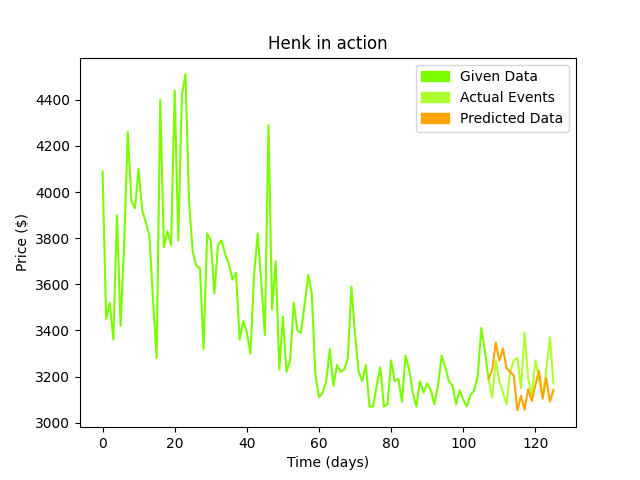 Henk in action
Given Data
Actual Events
Predicted Data
4400
4200
4000
3800
3600
3400
3200
3000
Price ($)
0 20 40 60 80 100 120
Time (days)